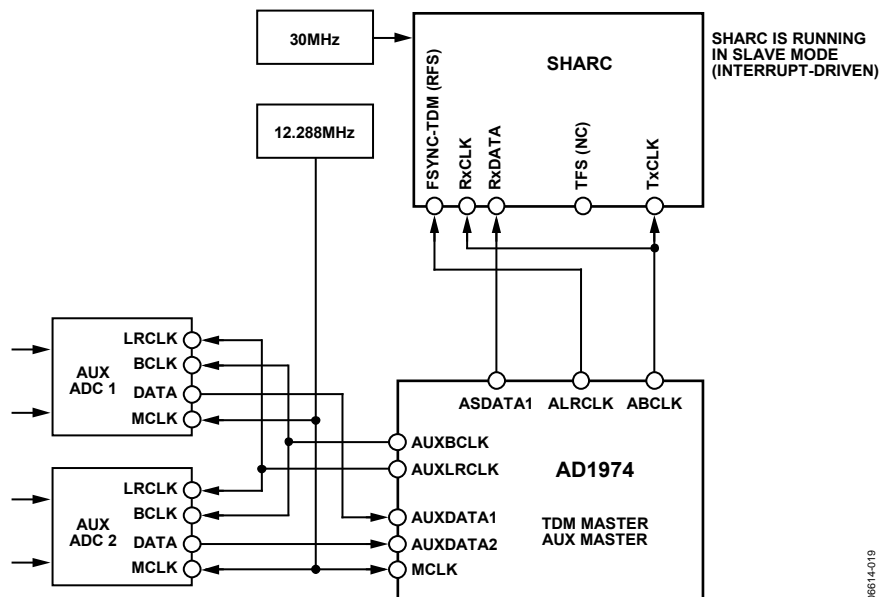 30MHz
SHARC
SHARC IS RUNNING
IN SLAVE MODE
(INTERRUPT-DRIVEN)
12.288MHz
FSYNC-TDM (RFS)
RxCLK
RxDATA
TFS (NC)
TxCLK
LRCLK
BCLK
AUX
ADC 1
DATA
MCLK
ASDATA1
ALRCLK
ABCLK
AUXBCLK
AUXLRCLK
AD1974
LRCLK
BCLK
AUX
ADC 2
DATA
MCLK
AUXDATA1
AUXDATA2
MCLK
TDM MASTER
AUX MASTER
06614-019